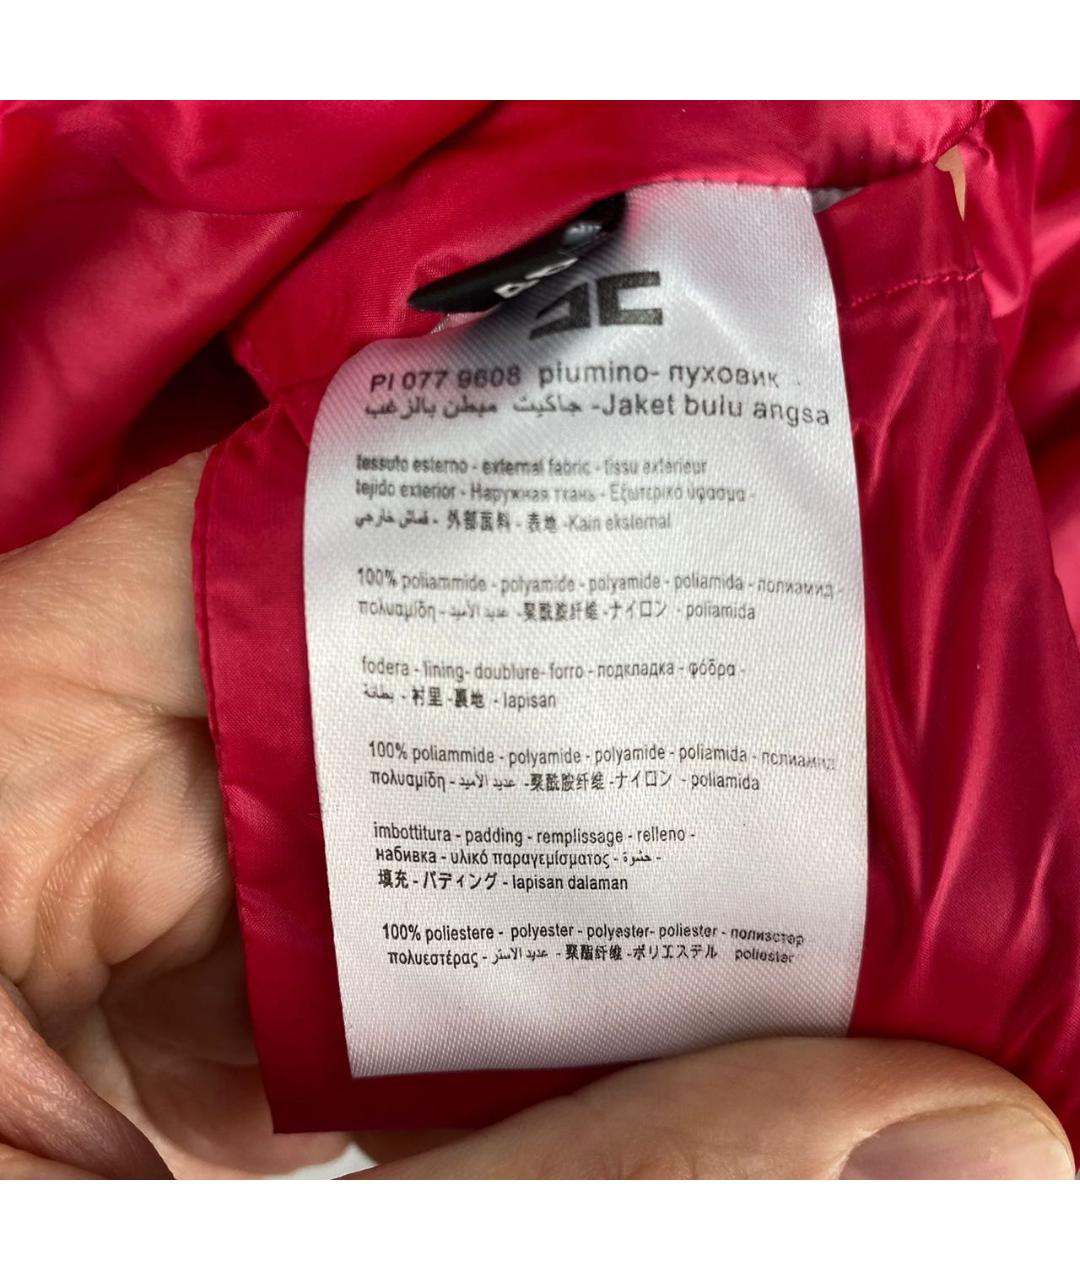 PI 077 9608 piumino- пуховик
جاكيت مبطن بالزغب -Jaket bulu angsa
tessuto esterno - external fabric - tissu exterieur
tejido exterior - Наружная ткань - Εξωτερικό ύφασμα -
قماش خارجي - 外部面料 - 表地 -Kain eksternal
100% poliammide - polyamide - polyamide - poliamida - полиамид -
πολυαμίδη - عديد الأميد - 聚酰胺纤维 -ナイロン - poliamida
fodera - lining- doublure- forro - подкладка - φόδρα -
بطانة - 衬里 -裏地 - lapisan
100% poliammide - polyamide - polyamide - poliamida - полиамид
πολυαμίδη - عديد الأميد -聚酰胺纤维 -ナイロン - poliamida
imbottitura - padding - remplissage - relleno -
набивка - υλικό παραγεμίσματος - حشوة -
填充 - パディング - lapisan dalaman
100% poliestere - polyester - polyester- poliester - полиэстер
πολυεστέρας - عديد الاستر - 聚酯纤维 -ポリエステル poliester